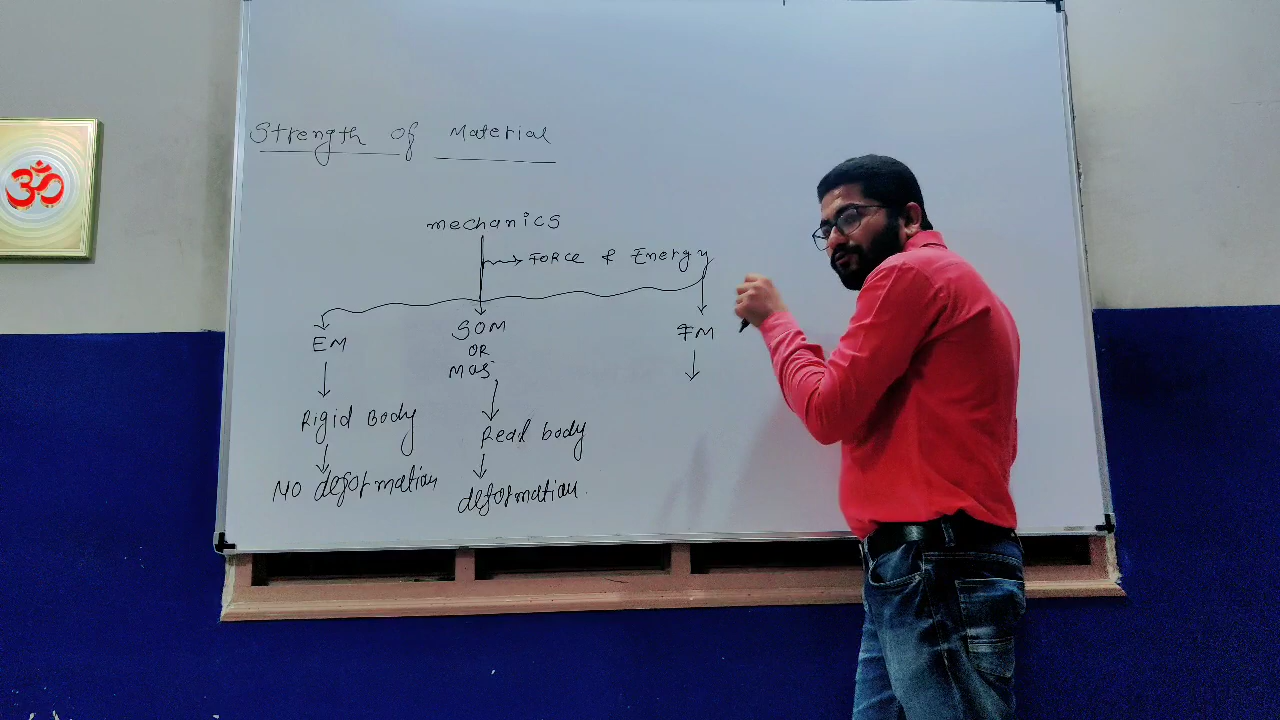 Strength of Material
mechanics
FORCE & Energy
EM
SOM
OR
MOS
FM
Rigid Body
Real body
NO deformation
deformation.
ॐ